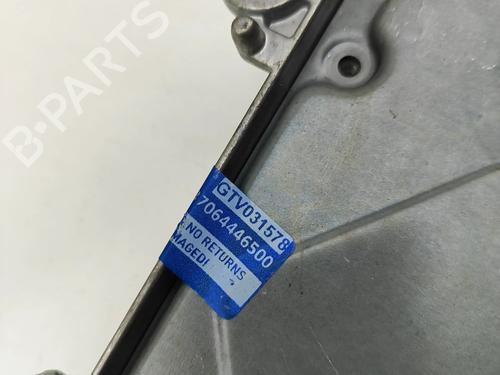 B-PARTS
GTV031578
7064446500
NO RETURNS
MAGED!